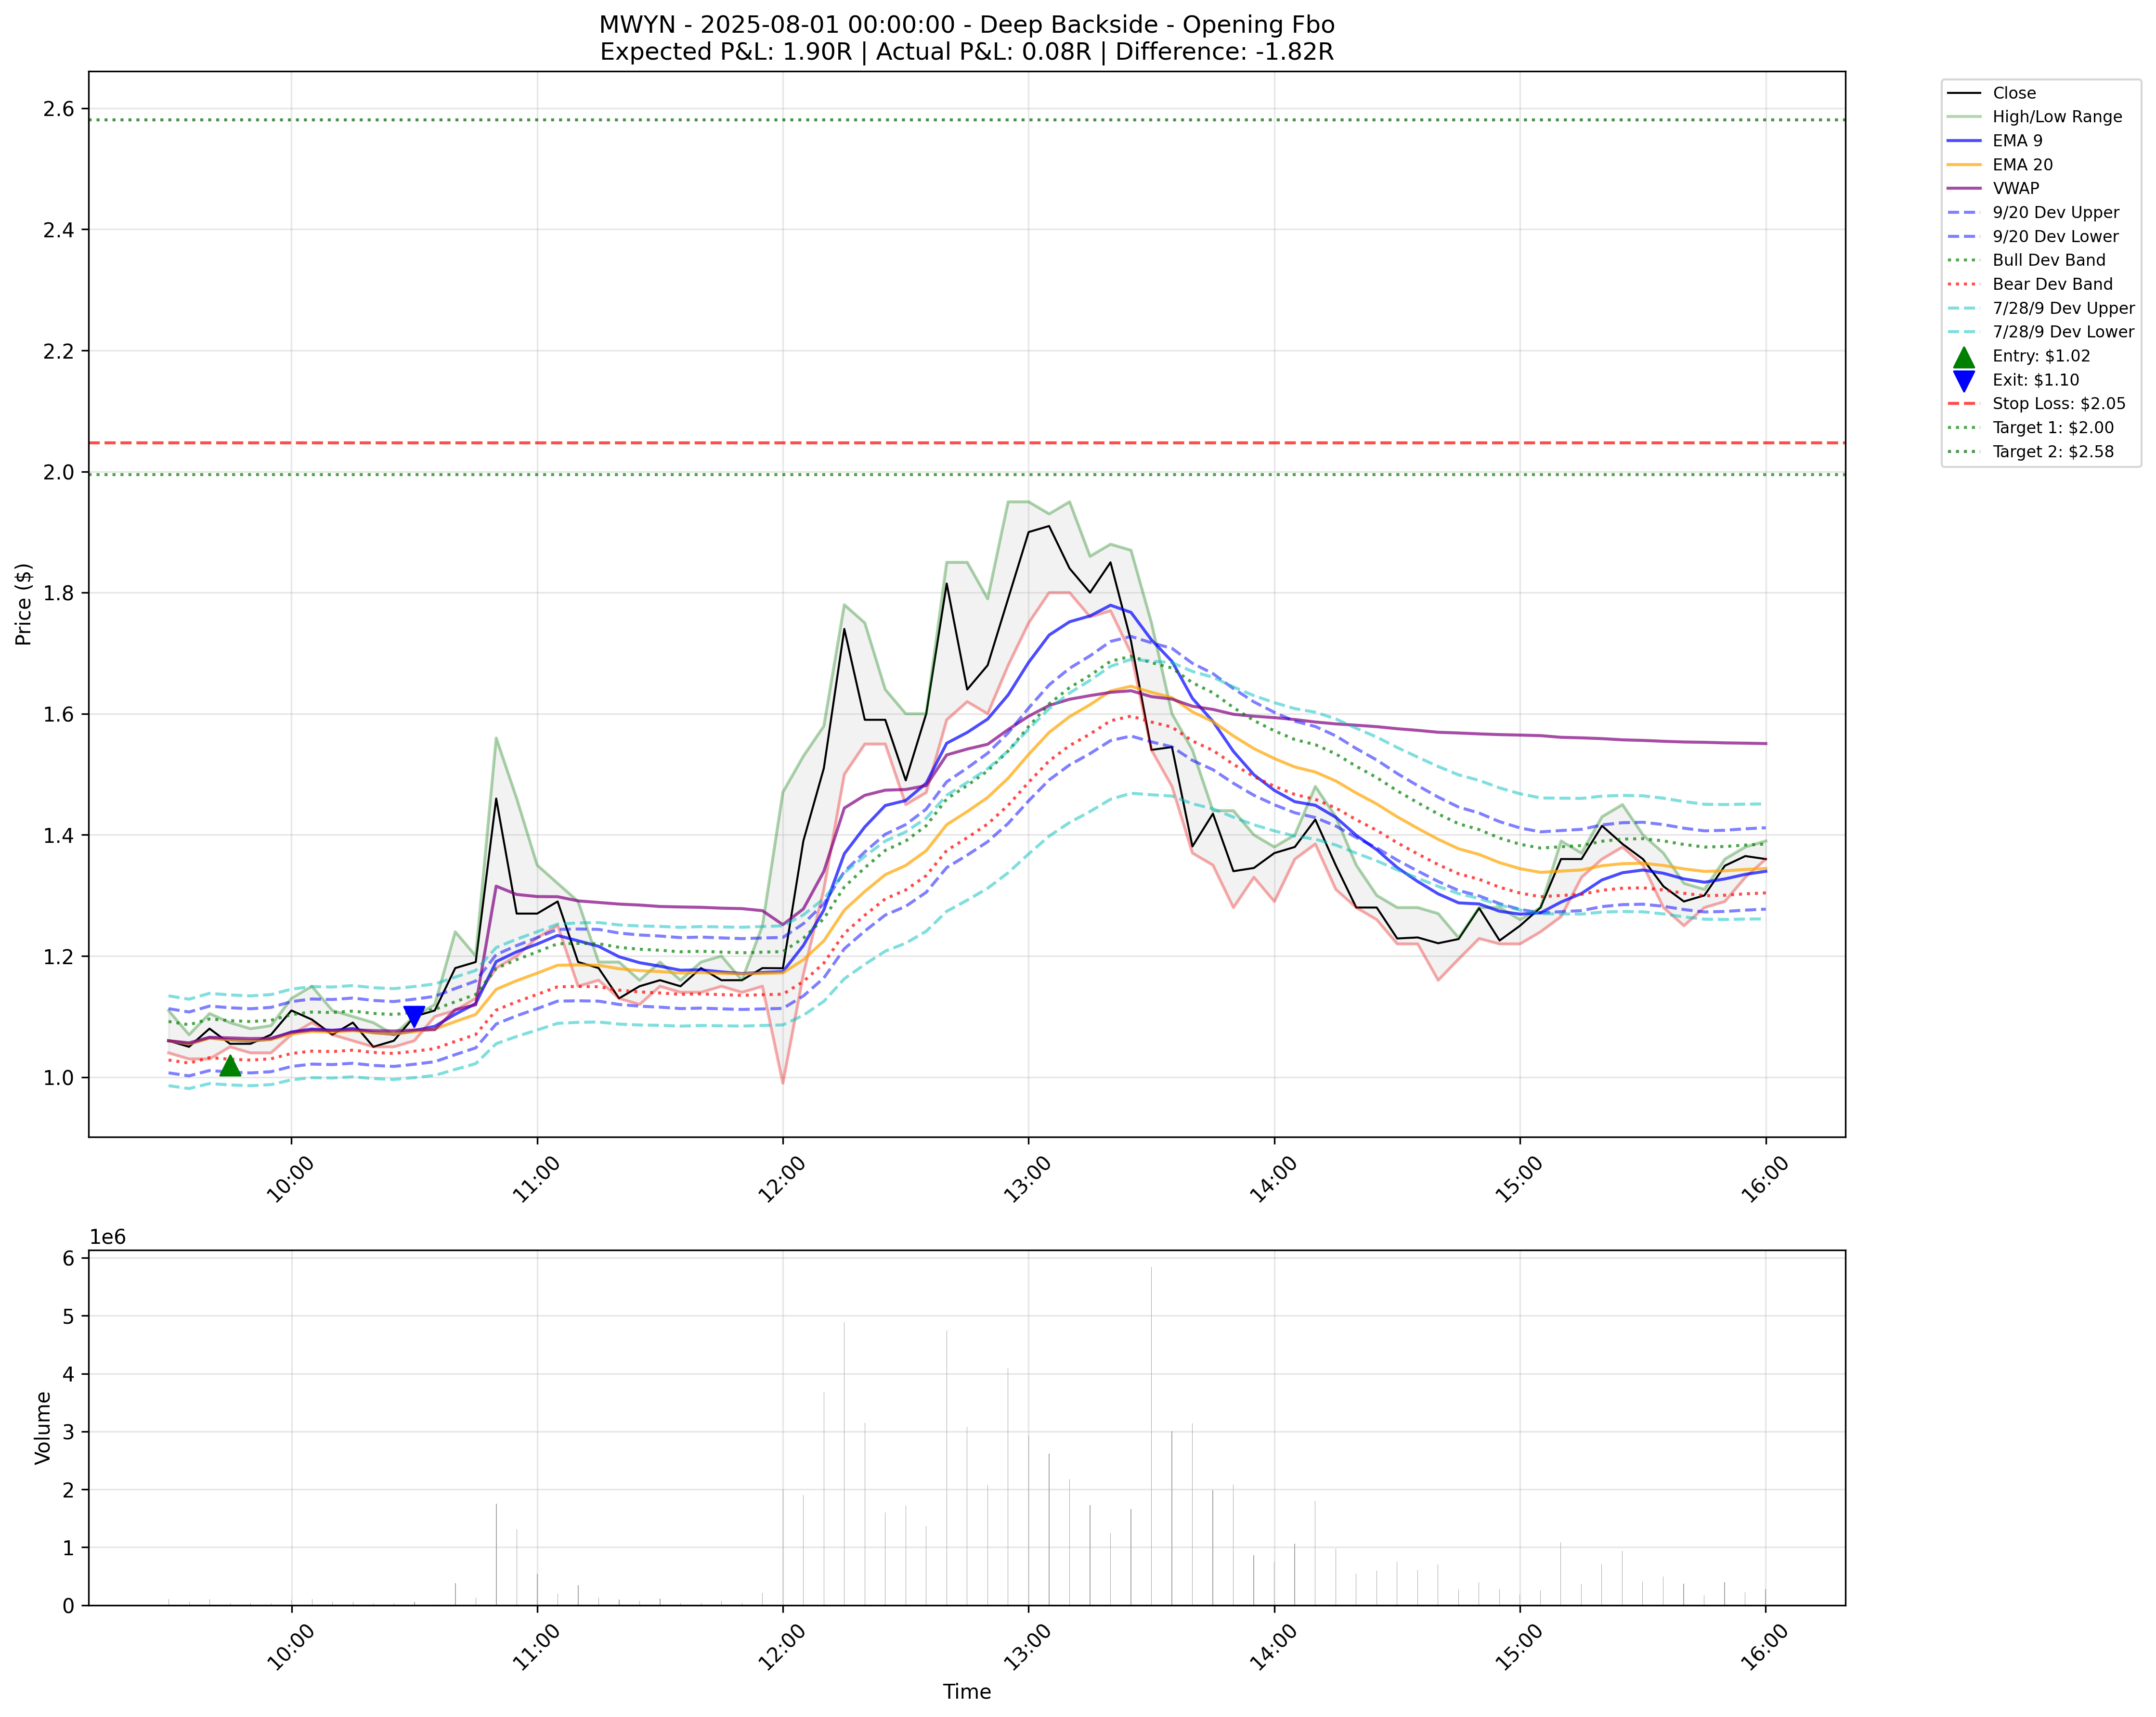 MWYN - 2025-08-01 00:00:00 - Deep Backside - Opening Fbo
Expected P&L: 1.90R | Actual P&L: 0.08R | Difference: -1.82R
Close
High/Low Range
EMA 9
EMA 20
VWAP
9/20 Dev Upper
9/20 Dev Lower
Bull Dev Band
Bear Dev Band
7/28/9 Dev Upper
7/28/9 Dev Lower
Entry: $1.02
Exit: $1.10
Stop Loss: $2.05
Target 1: $2.00
Target 2: $2.58
Price ($)
2.6
2.4
2.2
2.0
1.8
1.6
1.4
1.2
1.0
10:00
11:00
12:00
13:00
14:00
15:00
16:00
1e6
Volume
6
5
4
3
2
1
0
10:00
11:00
12:00
13:00
14:00
15:00
16:00
Time